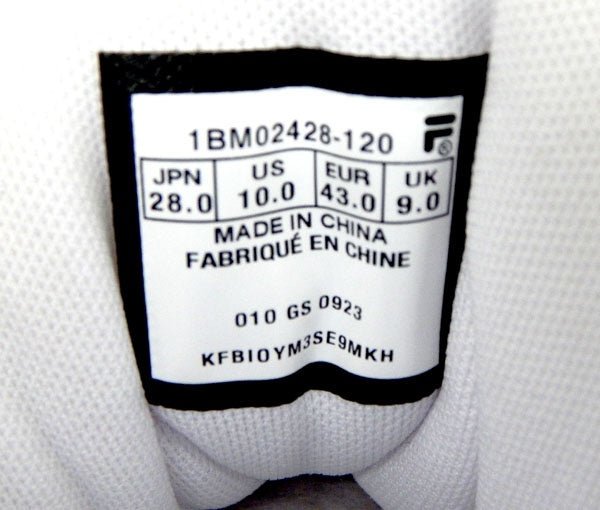 1BM02428-120
JPN US EUR UK
28.0 10.0 43.0 9.0
MADE IN CHINA
FABRIQUÉ EN CHINE
010 GS 0923
KFBI0YM3SE9MKH